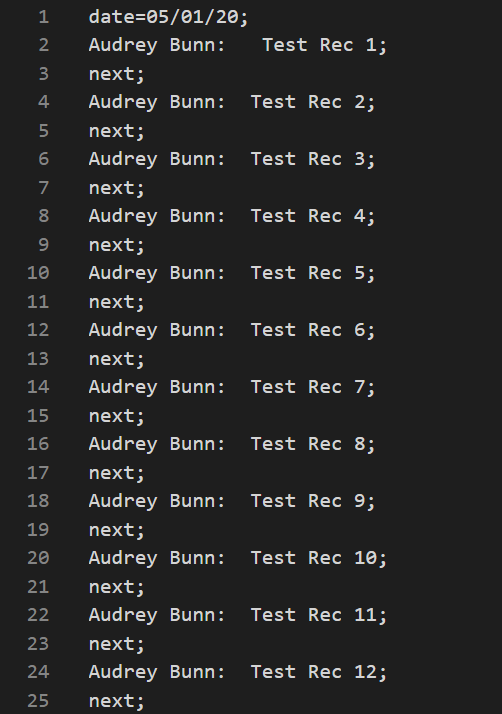 1 date=05/01/20;
2 Audrey Bunn:   Test Rec 1;
3 next;
4 Audrey Bunn:  Test Rec 2;
5 next;
6 Audrey Bunn:  Test Rec 3;
7 next;
8 Audrey Bunn:  Test Rec 4;
9 next;
10 Audrey Bunn:  Test Rec 5;
11 next;
12 Audrey Bunn:  Test Rec 6;
13 next;
14 Audrey Bunn:  Test Rec 7;
15 next;
16 Audrey Bunn:  Test Rec 8;
17 next;
18 Audrey Bunn:  Test Rec 9;
19 next;
20 Audrey Bunn:  Test Rec 10;
21 next;
22 Audrey Bunn:  Test Rec 11;
23 next;
24 Audrey Bunn:  Test Rec 12;
25 next;